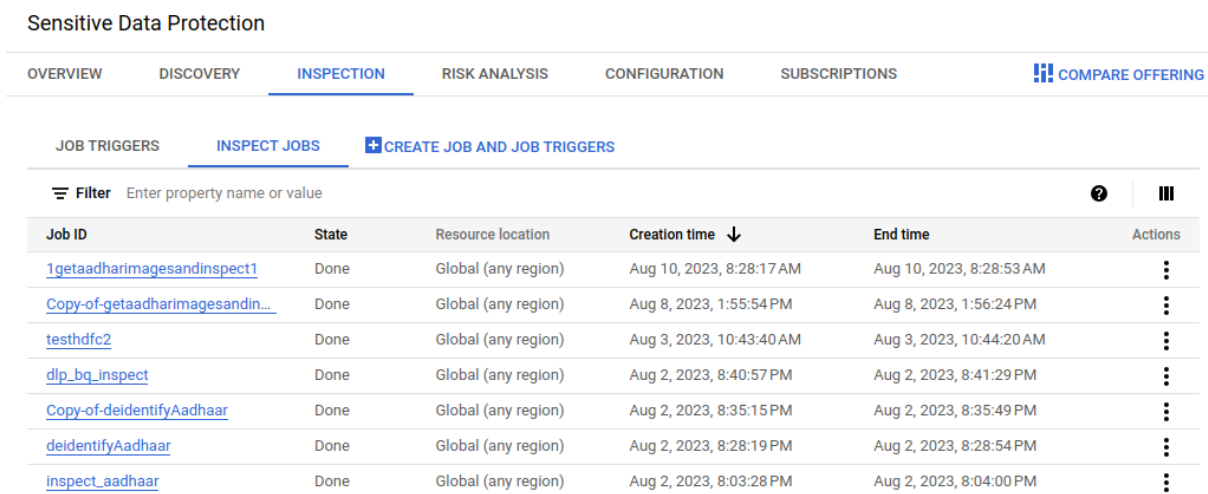 Sensitive Data Protection
OVERVIEW DISCOVERY INSPECTION RISK ANALYSIS CONFIGURATION SUBSCRIPTIONS COMPARE OFFERING
JOB TRIGGERS INSPECT JOBS CREATE JOB AND JOB TRIGGERS
Filter Enter property name or value
Job ID State Resource location Creation time End time Actions
1getaadharimagesandinspect1 Done Global (any region) Aug 10, 2023, 8:28:17 AM Aug 10, 2023, 8:28:53 AM
Copy-of-getaadharimagesandin... Done Global (any region) Aug 8, 2023, 1:55:54 PM Aug 8, 2023, 1:56:24 PM
testhdfc2 Done Global (any region) Aug 3, 2023, 10:43:40 AM Aug 3, 2023, 10:44:20 AM
dlp_bq_inspect Done Global (any region) Aug 2, 2023, 8:40:57 PM Aug 2, 2023, 8:41:29 PM
Copy-of-deidentifyAadhaar Done Global (any region) Aug 2, 2023, 8:35:15 PM Aug 2, 2023, 8:35:49 PM
deidentifyAadhaar Done Global (any region) Aug 2, 2023, 8:28:19 PM Aug 2, 2023, 8:28:54 PM
inspect_aadhaar Done Global (any region) Aug 2, 2023, 8:03:28 PM Aug 2, 2023, 8:04:00 PM